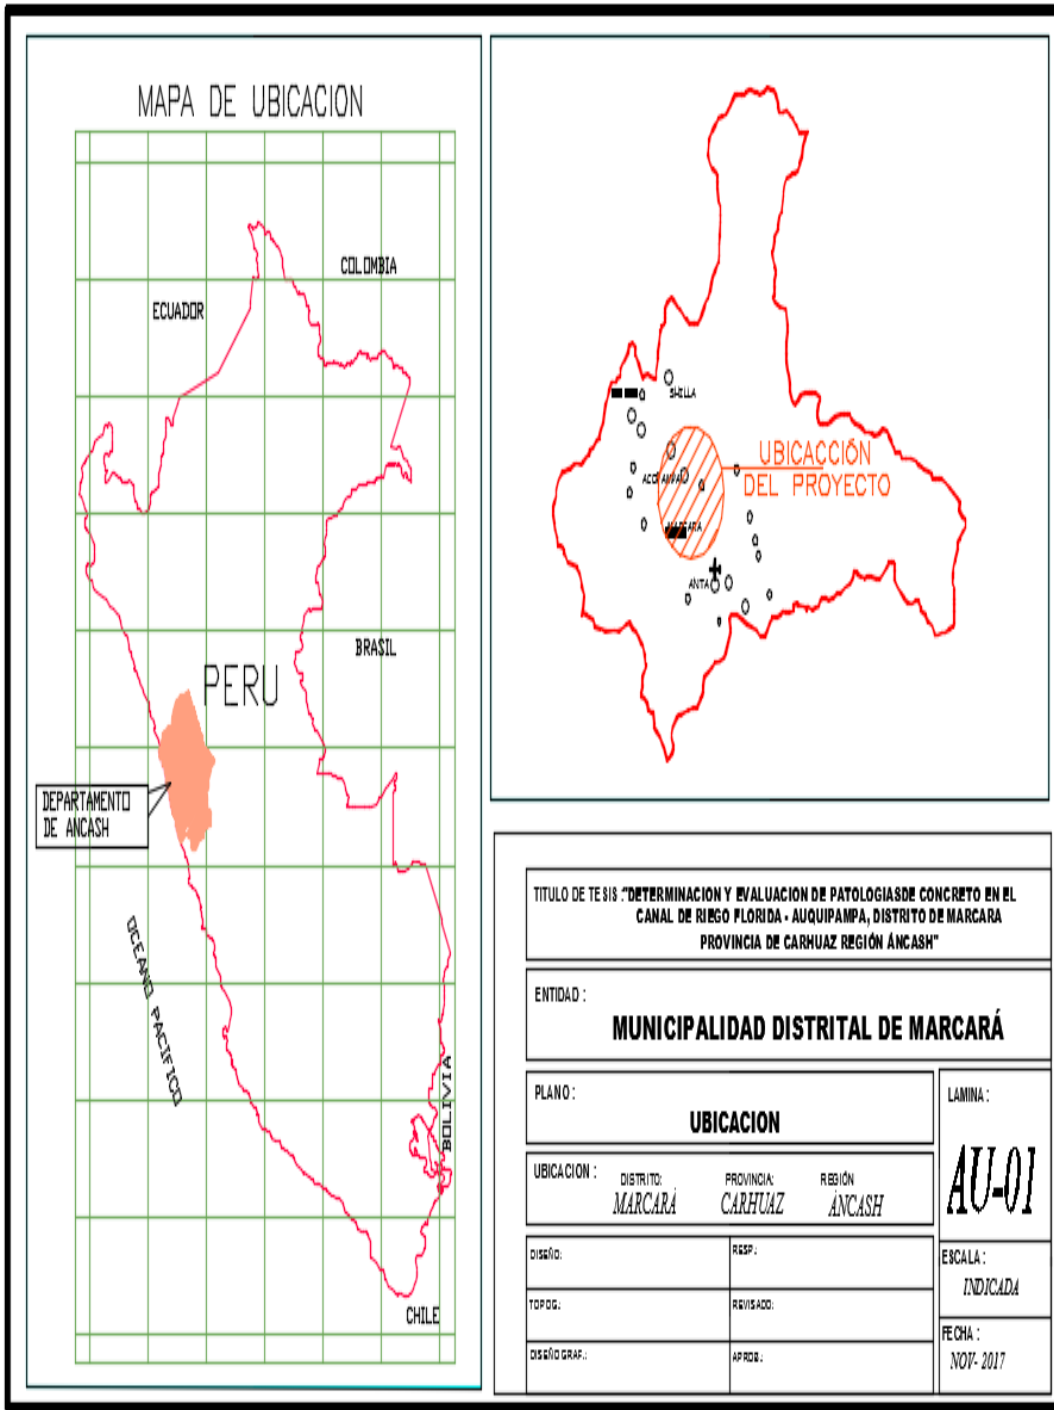 MAPA DE UBICACION
COLOMBIA
ECUADOR
BRASIL
PERU
DEPARTAMENTO
DE ANCASH
OCEANO PACIFICO
BOLIVIA
CHILE
SHILLA
UBICACCIÓN
DEL PROYECTO
ANTA
TITULO DE TESIS :"DETERMINACION Y EVALUACION DE PATOLOGIASDE CONCRETO EN EL
CANAL DE RIEGO FLORIDA - AUQUIPAMPA, DISTRITO DE MARCARA
PROVINCIA DE CARHUAZ REGIÓN ÁNCASH"
ENTIDAD :
MUNICIPALIDAD DISTRITAL DE MARCARÁ
PLANO :
UBICACION
LAMINA :
AU-01
UBICACION :
DISTRITO:
MARCARÁ
PROVINCIA:
CARHUAZ
REGIÓN
ÁNCASH
DISEÑO:
RESP.:
ESCALA :
INDICADA
TOPOG.:
REVISADO:
FECHA :
NOV- 2017
DISEÑO GRAF.:
APROB.: